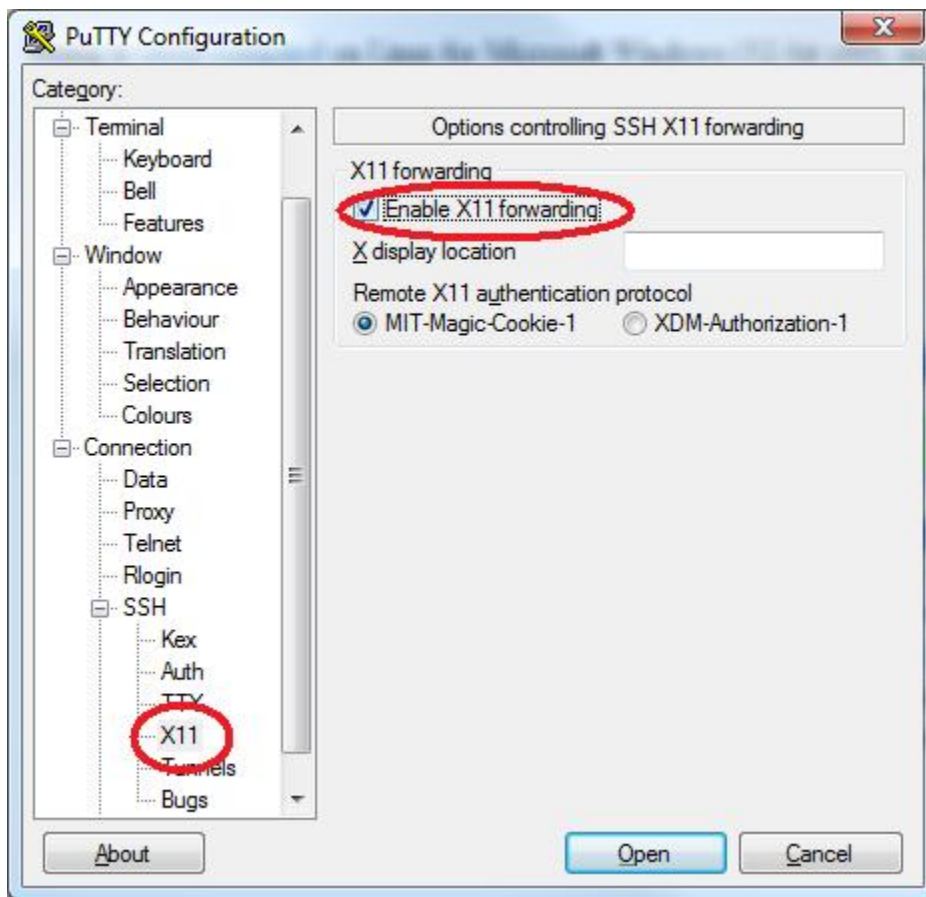 PuTTY Configuration
Category:
Terminal
Keyboard
Bell
Features
Window
Appearance
Behaviour
Translation
Selection
Colours
Connection
Data
Proxy
Telnet
Rlogin
SSH
Kex
Auth
TTY
X11
Tunnels
Bugs
Options controlling SSH X11 forwarding
X11 forwarding
Enable X11 forwarding
X display location
Remote X11 authentication protocol
MIT-Magic-Cookie-1 XDM-Authorization-1
About Open Cancel